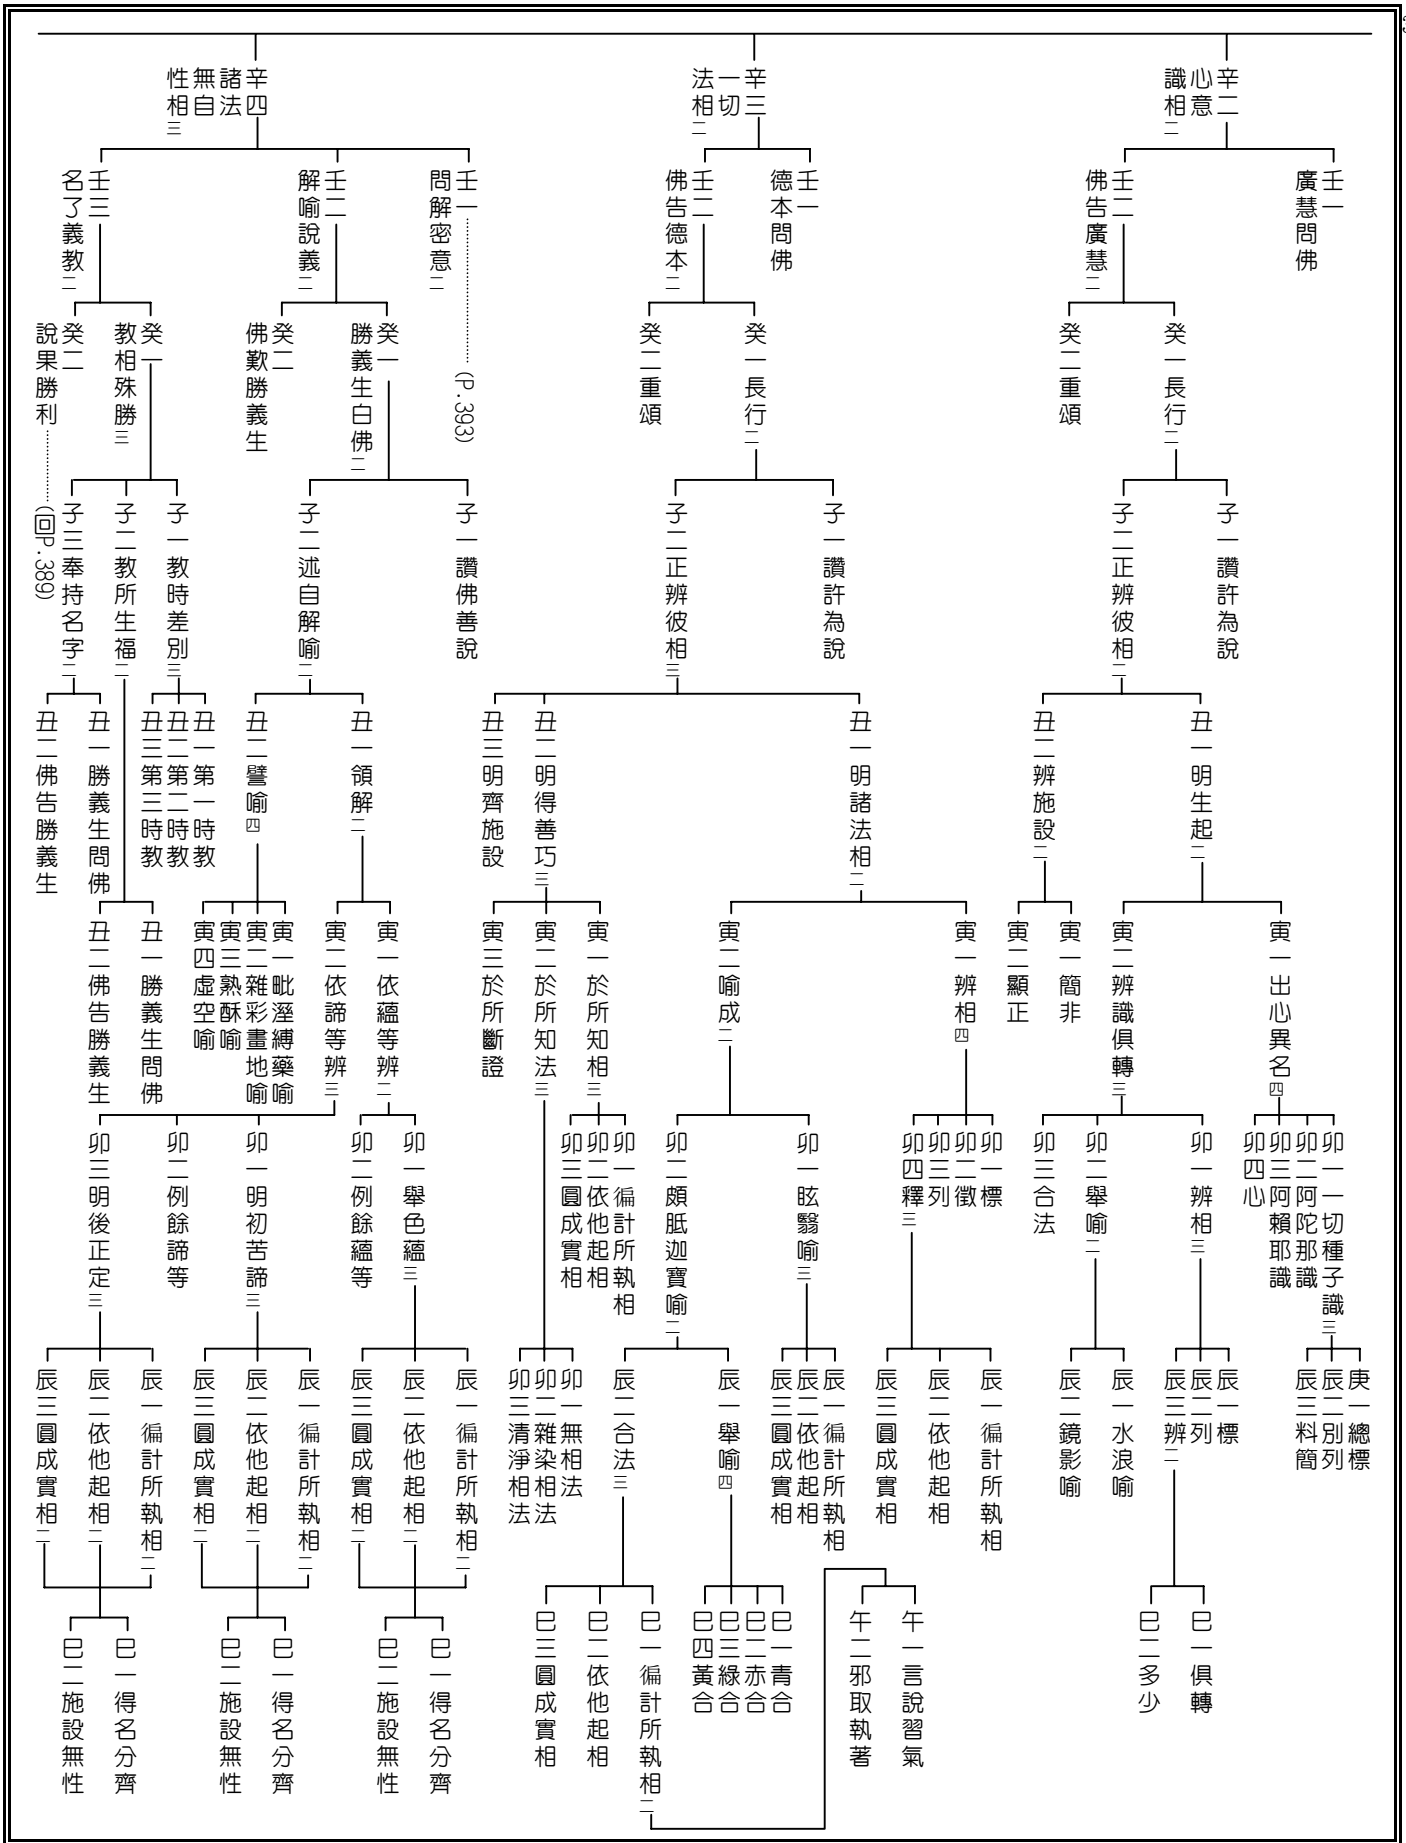 辛二心意識相二
壬一廣慧問佛
壬二佛告廣慧二
癸一長行二
子一讚許為說
子二正辨彼相二
丑一明生起二
寅一出心異名四
卯一一切種子識三
庚一總標
辰二別列
辰三料簡
卯二阿陀那識
卯三阿賴耶識
卯四心
寅二辨識俱轉三
卯一辨相三
辰一標
辰二列
辰三辨二
巳一俱轉
巳二多少
卯二舉喻二
辰一水浪喻
辰二鏡影喻
卯三合法
丑二辨施設二
寅一簡非
寅二顯正
癸二重頌
辛三一切法相二
壬一德本問佛
壬二佛告德本二
癸一長行二
子一讚許為說
子二正辨彼相三
丑一明諸法相二
寅一辨相四
卯一標
卯二徵
卯三列
卯四釋三
辰一徧計所執相
辰二依他起相
辰三圓成實相
寅二喻成二
卯一眩翳喻三
辰一徧計所執相
辰二依他起相
辰三圓成實相
卯二頗胝迦寶喻二
辰一舉喻四
巳一青合
巳二赤合
巳三綠合
巳四黃合
辰二合法三
巳一徧計所執相二
午一言說習氣
午二邪取執著
巳二依他起相
巳三圓成實相
丑二明得善巧三
寅一於所知相三
卯一徧計所執相
卯二依他起相
卯三圓成實相
寅二於所知法三
卯一無相法
卯二雜染相法
卯三清淨相法
寅三於所斷證
丑三明齊施設
癸二重頌
辛四諸法無自性相三
壬一問解密意二
(P.393)
壬二解喻說義二
癸一勝義生白佛二
子一讚佛善說
子二述自解喻二
丑一領解二
寅一依蘊等辨二
卯一舉色蘊三
辰一徧計所執相二
辰二依他起相二
辰三圓成實相二
巳一得名分齊
巳二施設無性
卯二例餘蘊等
寅二依諦等辨三
卯一明初苦諦三
辰一徧計所執相二
辰二依他起相二
辰三圓成實相二
巳一得名分齊
巳二施設無性
卯二例餘諦等
卯三明後正定三
辰一徧計所執相二
辰二依他起相二
辰三圓成實相二
巳一得名分齊
巳二施設無性
丑二譬喻四
寅一毗溼縛藥喻
寅二雜彩畫地喻
寅三熟酥喻
寅四虛空喻
癸二佛歎勝義生
壬三名了義教二
癸一教相殊勝三
子一教時差別三
丑一第一時教
丑二第二時教
丑三第三時教
子二教所生福二
丑一勝義生問佛
丑二佛告勝義生
子三奉持名字二
丑一勝義生問佛
丑二佛告勝義生
癸二說果勝利
(回P.389)